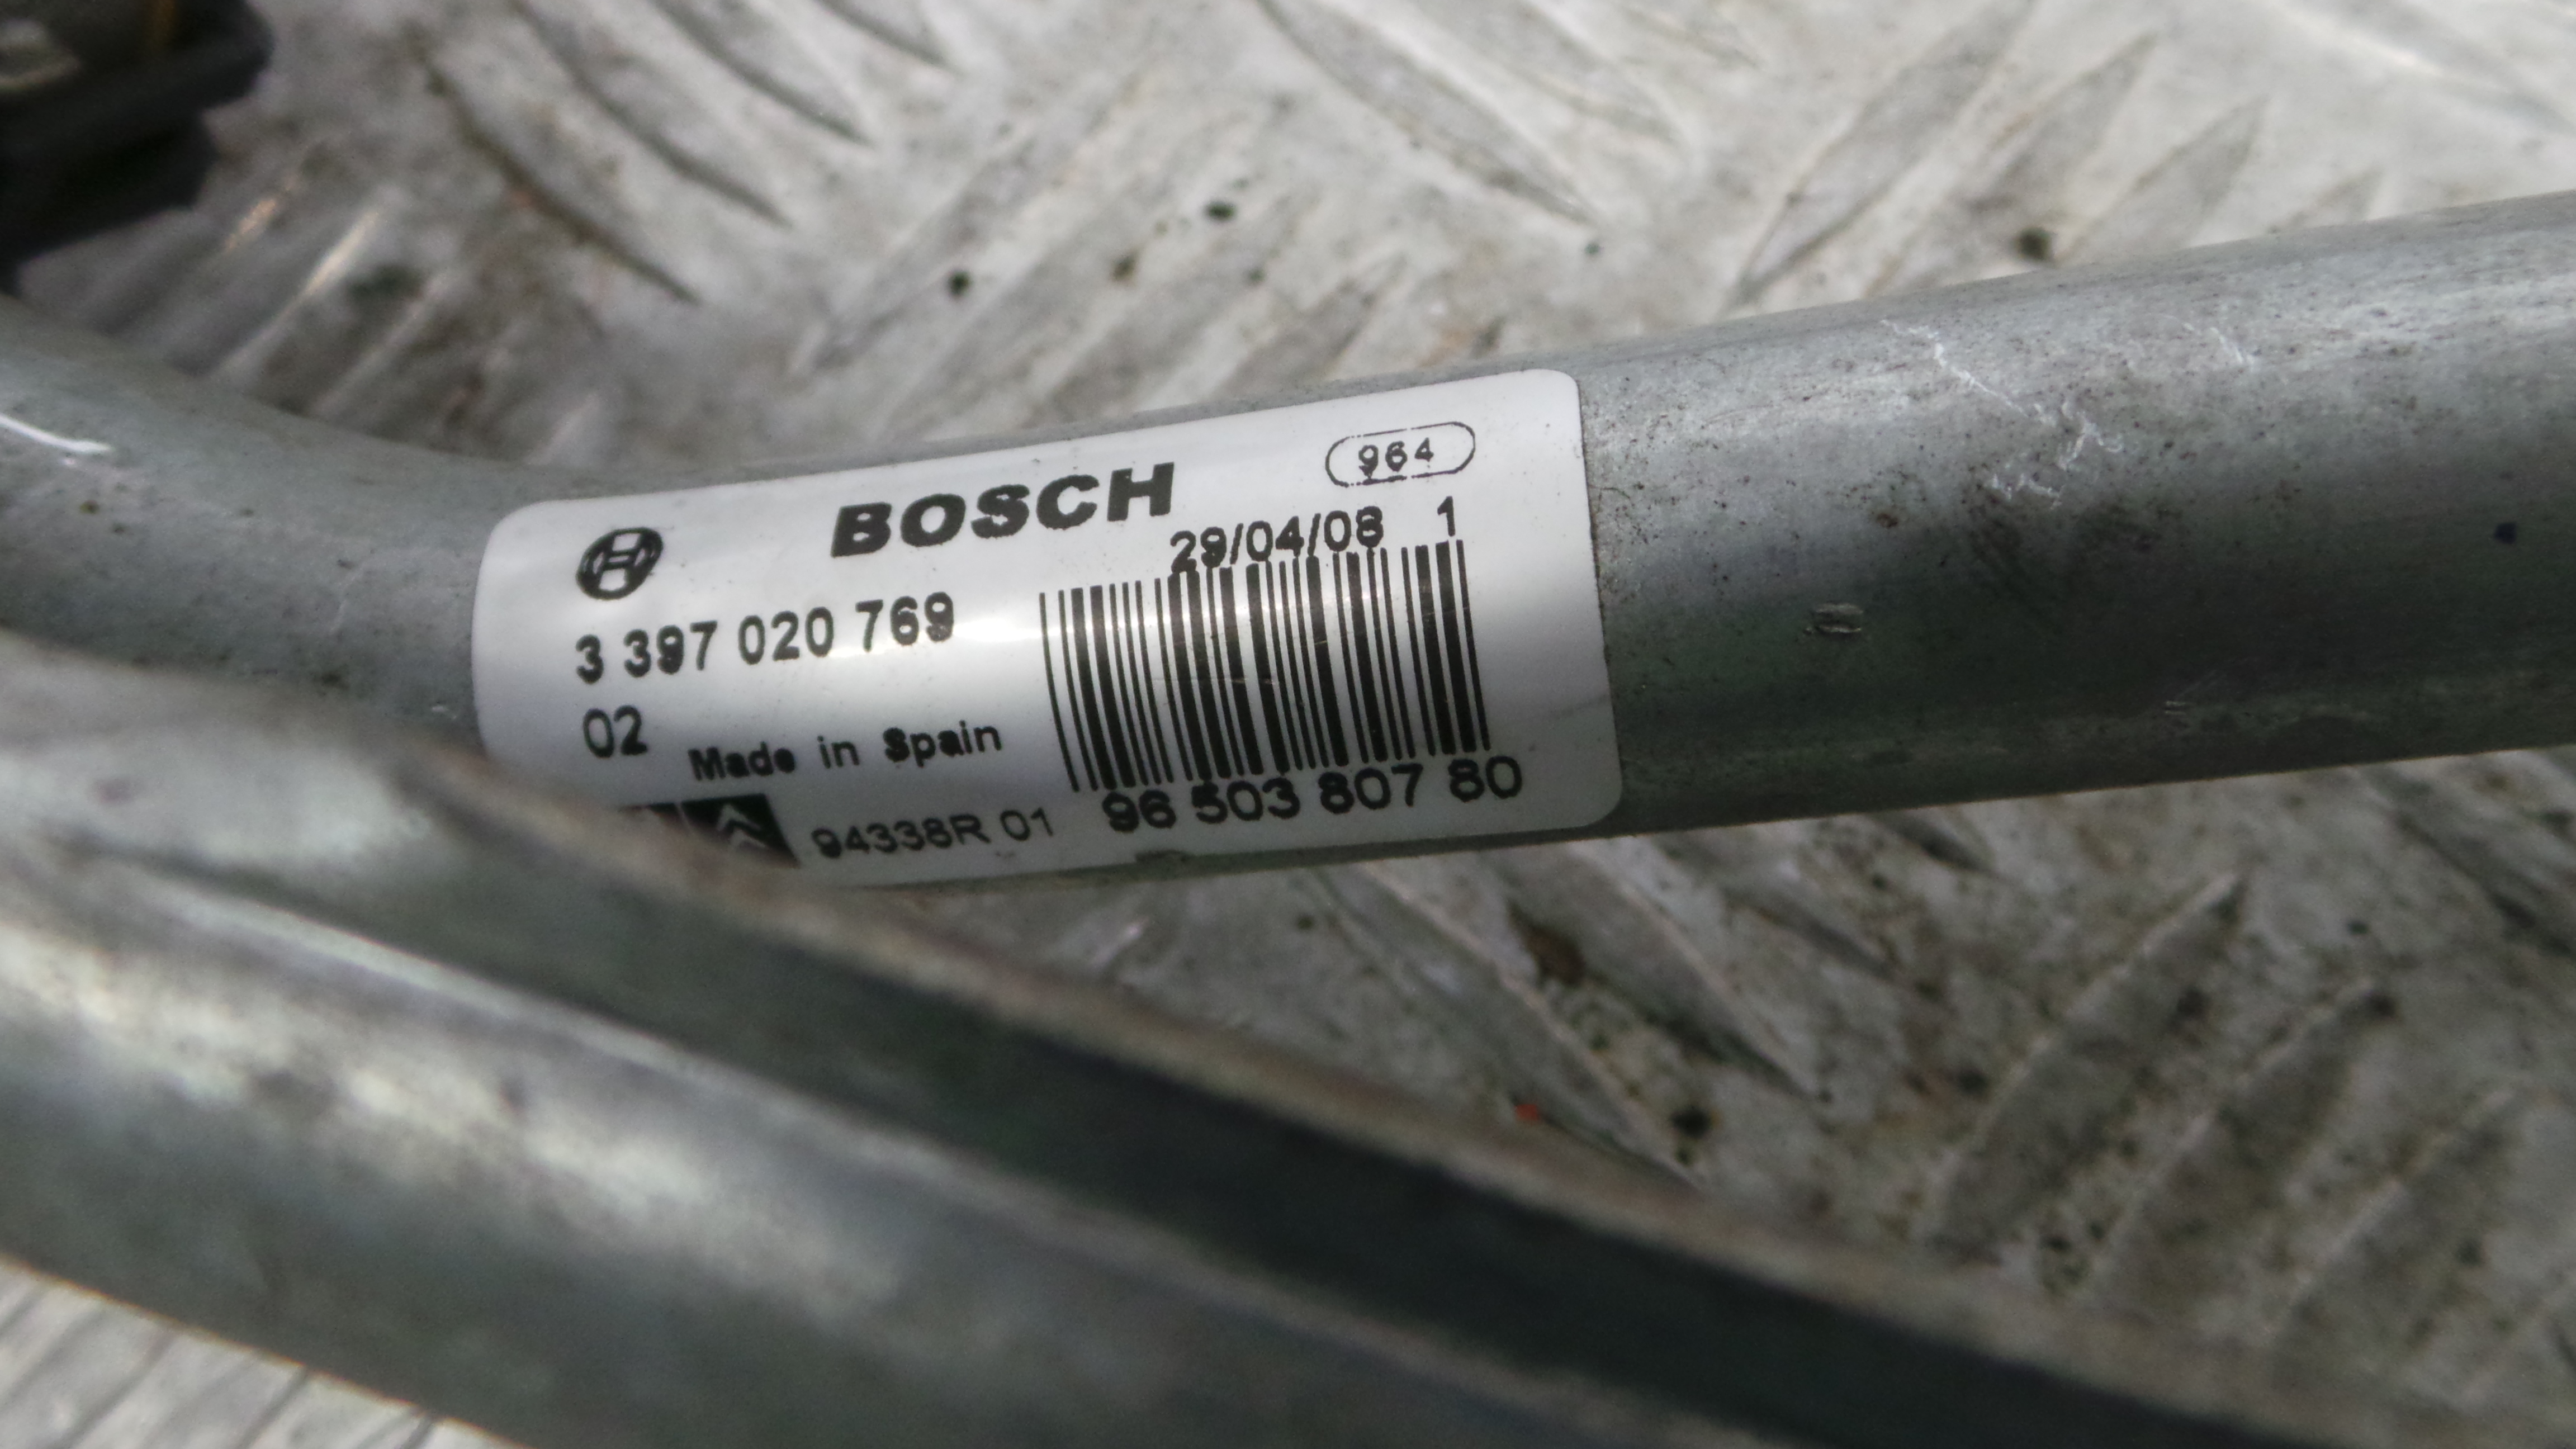 BOSCH
964
29/04/08 1
3 397 020 769
02
Made in Spain
94338R 01
96 503 807 80